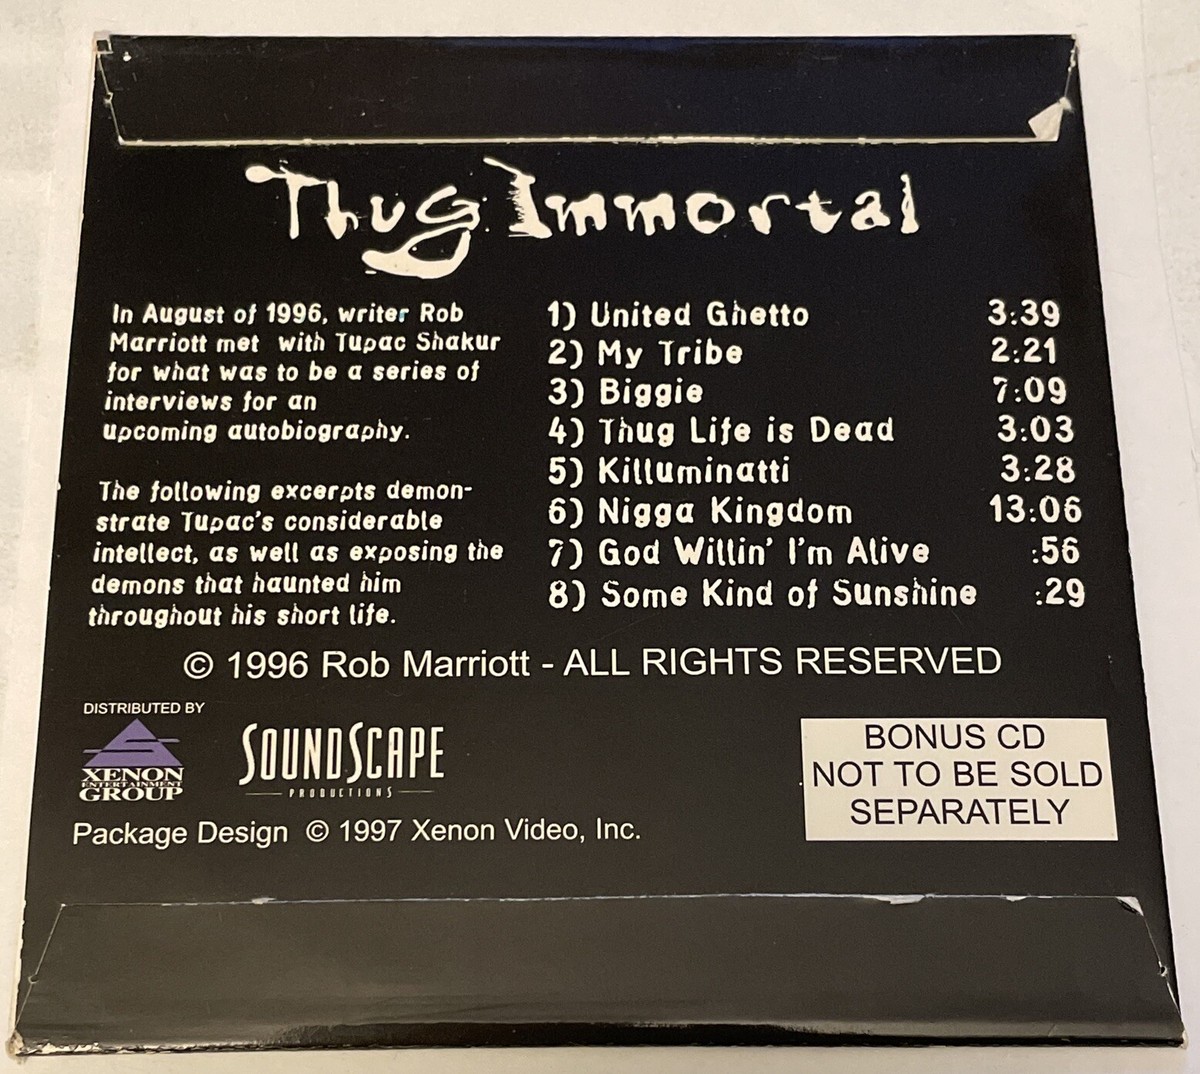 Thug Immortal
In August of 1996, writer Rob
Marriott met with Tupac Shakur
for what was to be a series of
interviews for an
upcoming autobiography.
The following excerpts demon-
strate Tupac's considerable
intellect, as well as exposing the
demons that haunted him
throughout his short life.
1) United Ghetto 3:39
2) My Tribe 2:21
3) Biggie 7:09
4) Thug Life is Dead 3:03
5) Killuminatti 3:28
6) Nigga Kingdom 13:06
7) God Willin' I'm Alive :56
8) Some Kind of Sunshine :29
© 1996 Rob Marriott - ALL RIGHTS RESERVED
DISTRIBUTED BY
XENON
ENTERTAINMENT
GROUP
SOUNDSCAPE
PRODUCTIONS
Package Design © 1997 Xenon Video, Inc.
BONUS CD
NOT TO BE SOLD
SEPARATELY